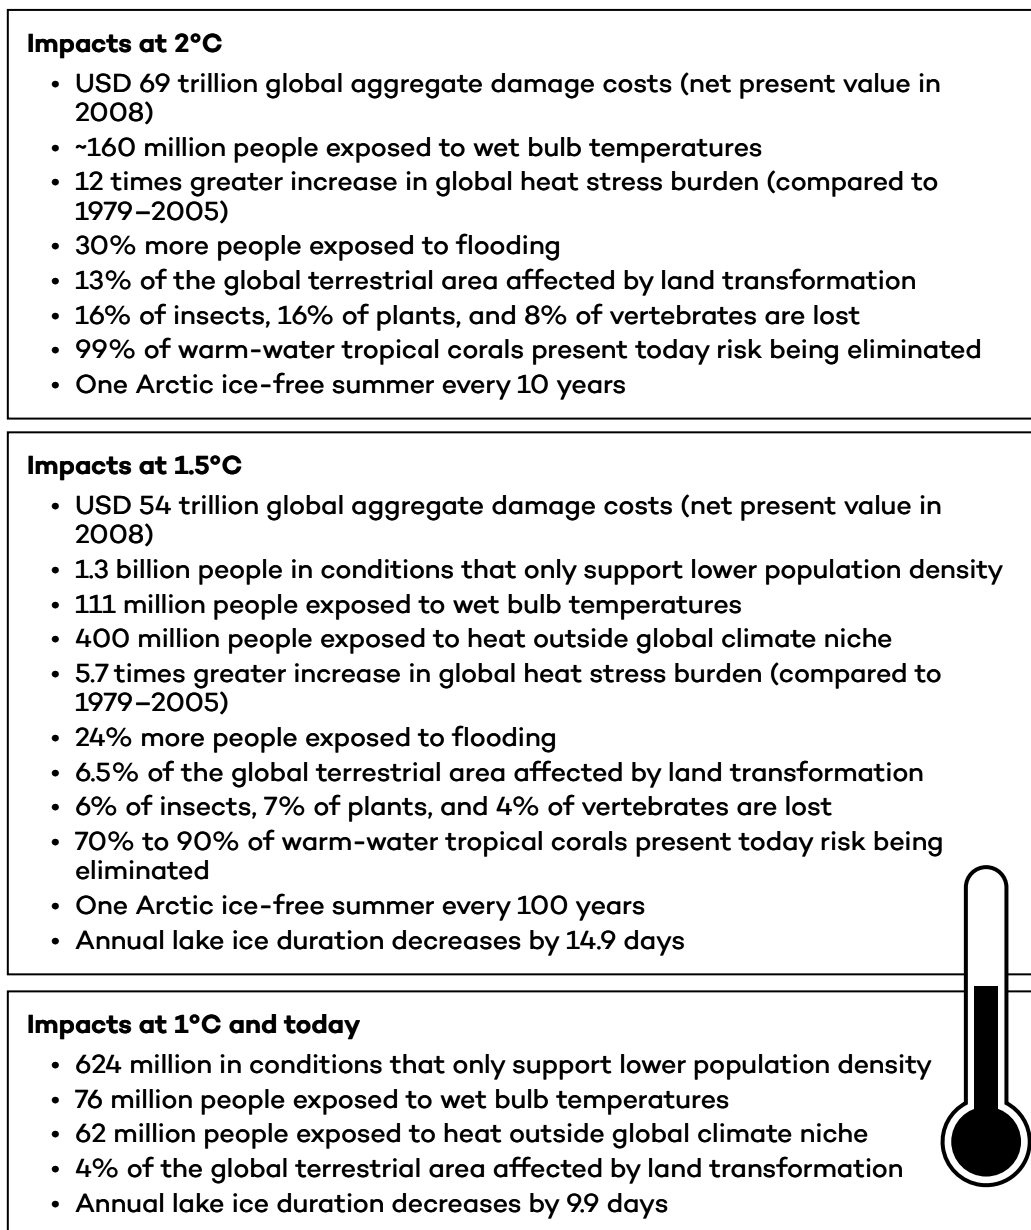 Impacts at 2°C
• USD 69 trillion global aggregate damage costs (net present value in
2008)
• ~160 million people exposed to wet bulb temperatures
• 12 times greater increase in global heat stress burden (compared to
1979–2005)
• 30% more people exposed to flooding
• 13% of the global terrestrial area affected by land transformation
• 16% of insects, 16% of plants, and 8% of vertebrates are lost
• 99% of warm-water tropical corals present today risk being eliminated
• One Arctic ice-free summer every 10 years
Impacts at 1.5°C
• USD 54 trillion global aggregate damage costs (net present value in
2008)
• 1.3 billion people in conditions that only support lower population density
• 111 million people exposed to wet bulb temperatures
• 400 million people exposed to heat outside global climate niche
• 5.7 times greater increase in global heat stress burden (compared to
1979–2005)
• 24% more people exposed to flooding
• 6.5% of the global terrestrial area affected by land transformation
• 6% of insects, 7% of plants, and 4% of vertebrates are lost
• 70% to 90% of warm-water tropical corals present today risk being
eliminated
• One Arctic ice-free summer every 100 years
• Annual lake ice duration decreases by 14.9 days
Impacts at 1°C and today
• 624 million in conditions that only support lower population density
• 76 million people exposed to wet bulb temperatures
• 62 million people exposed to heat outside global climate niche
• 4% of the global terrestrial area affected by land transformation
• Annual lake ice duration decreases by 9.9 days